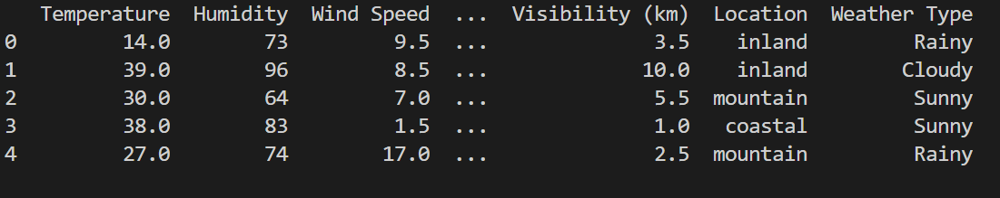 Temperature Humidity Wind Speed ... Visibility (km) Location Weather Type
0 14.0 73 9.5 ... 3.5 inland Rainy
1 39.0 96 8.5 ... 10.0 inland Cloudy
2 30.0 64 7.0 ... 5.5 mountain Sunny
3 38.0 83 1.5 ... 1.0 coastal Sunny
4 27.0 74 17.0 ... 2.5 mountain Rainy